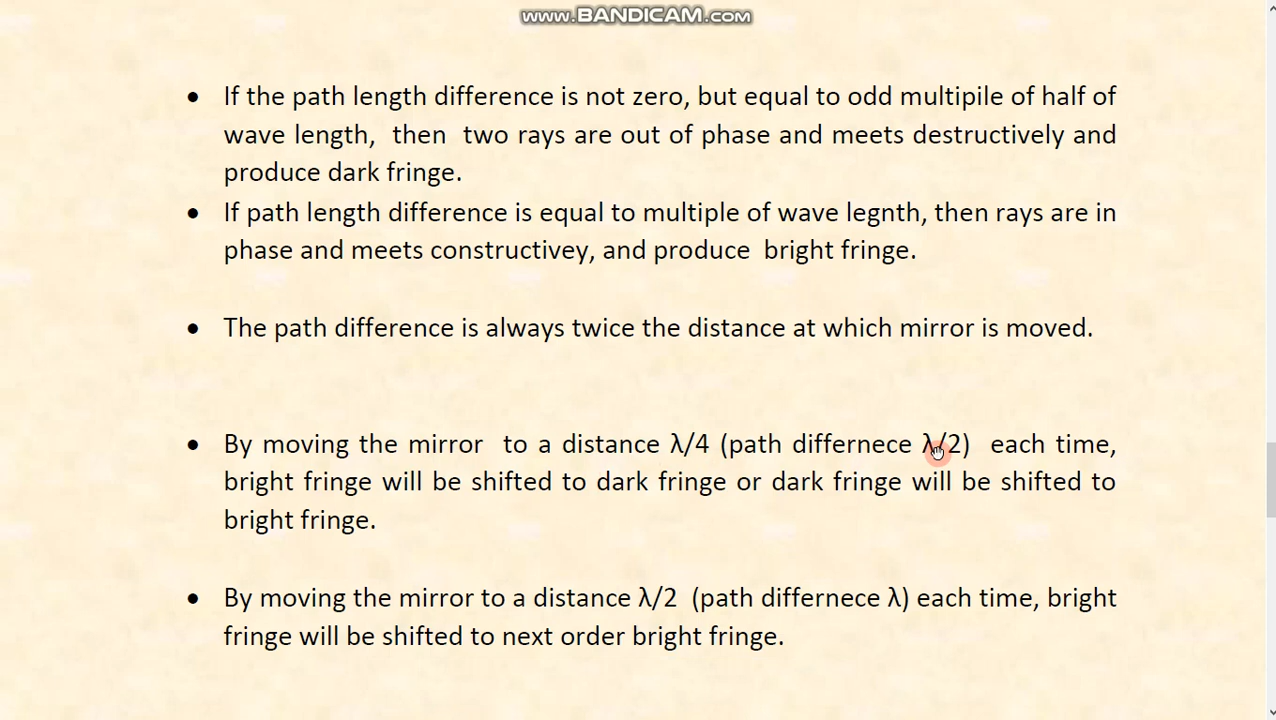 www.BANDICAM.com
• If the path length difference is not zero, but equal to odd multipile of half of
wave length, then two rays are out of phase and meets destructively and
produce dark fringe.
• If path length difference is equal to multiple of wave legnth, then rays are in
phase and meets constructivey, and produce bright fringe.
• The path difference is always twice the distance at which mirror is moved.
• By moving the mirror to a distance λ/4 (path differnece λ/2) each time,
bright fringe will be shifted to dark fringe or dark fringe will be shifted to
bright fringe.
• By moving the mirror to a distance λ/2 (path differnece λ) each time, bright
fringe will be shifted to next order bright fringe.